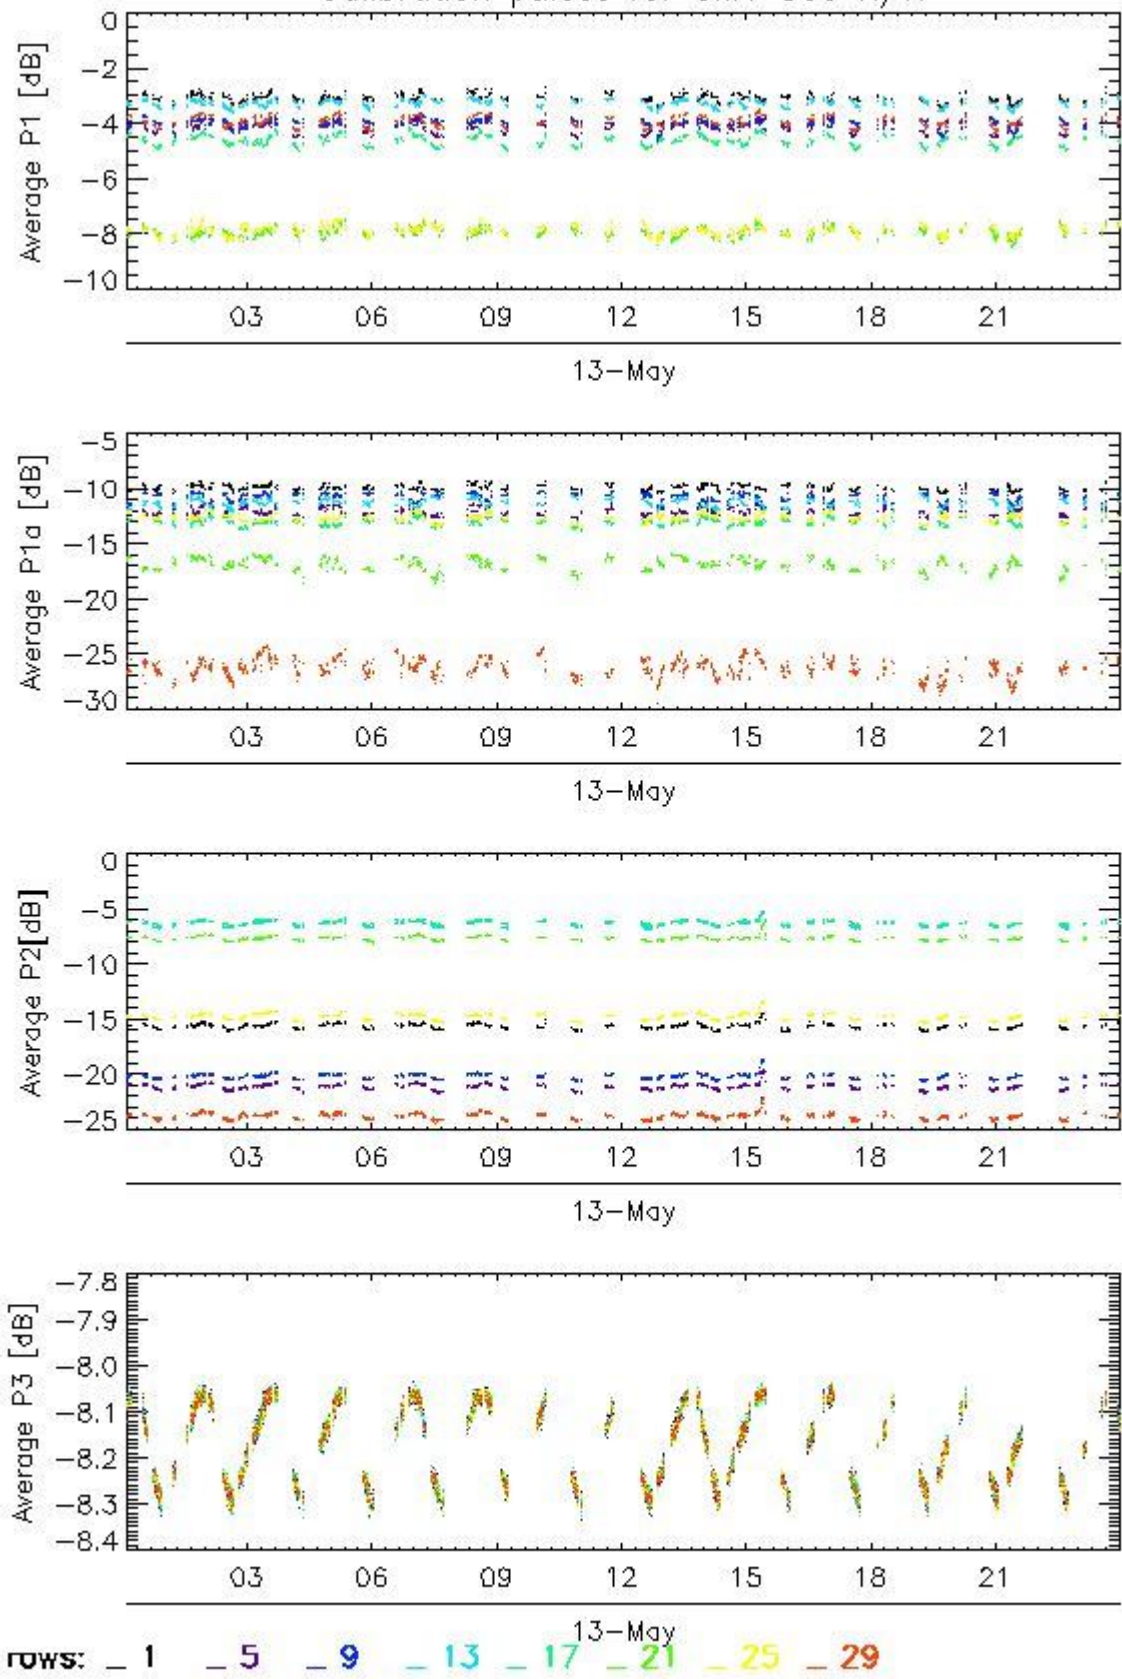 0
-2
-4
-6
-8
-10
Average P1 [dB]
03 06 09 12 15 18 21
13-May
-5
-10
-15
-20
-25
-30
Average P1a [dB]
03 06 09 12 15 18 21
13-May
0
-5
-10
-15
-20
-25
Average P2[dB]
03 06 09 12 15 18 21
13-May
-7.8
-7.9
-8.0
-8.1
-8.2
-8.3
-8.4
Average P3 [dB]
03 06 09 12 15 18 21
13-May
rows: _ 1 _ 5 _ 9 _ 13 _ 17 _ 21 _ 25 _ 29